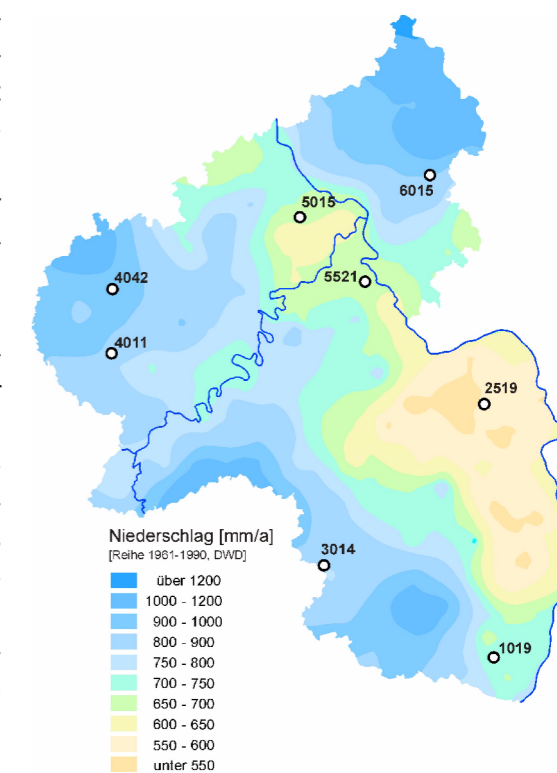 6015
5015
4042
5521
4011
2519
3014
1019
Niederschlag [mm/a]
[Reihe 1961-1990, DWD]
über 1200
1000 - 1200
900 - 1000
800 - 900
750 - 800
700 - 750
650 - 700
600 - 650
550 - 600
unter 550